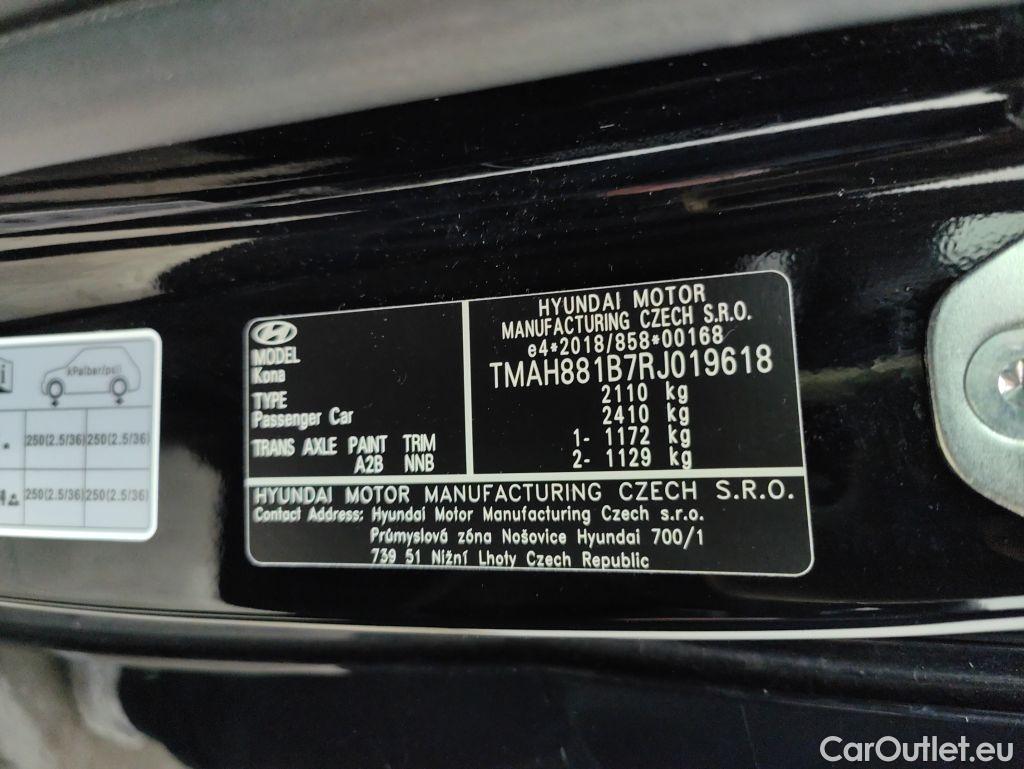 kPa(bar/psi)
250(2.5/36) 250(2.5/36)
250(2.5/36) 250(2.5/36)
MODEL
Kona
TYPE
Passenger Car
TRANS AXLE PAINT TRIM
A2B NNB
HYUNDAI MOTOR
MANUFACTURING CZECH S.R.O.
e4*2018/858*00168
TMAH881B7RJ019618
2110 kg
2410 kg
1- 1172 kg
2- 1129 kg
HYUNDAI MOTOR MANUFACTURING CZECH S.R.O.
Contact Address: Hyundai Motor Manufacturing Czech s.r.o.
Průmyslová zóna Nošovice Hyundai 700/1
739 51 Nižní Lhoty Czech Republic
CarOutlet.eu